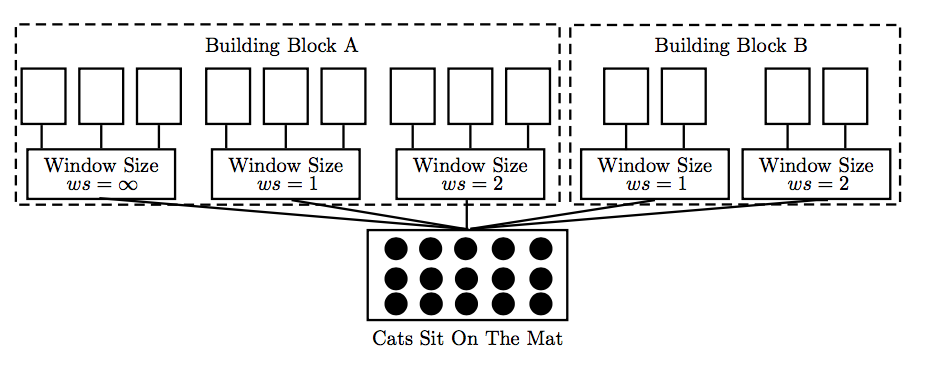 Building Block A
Building Block B
Window Size
ws = ∞
Window Size
ws = 1
Window Size
ws = 2
Window Size
ws = 1
Window Size
ws = 2
Cats Sit On The Mat